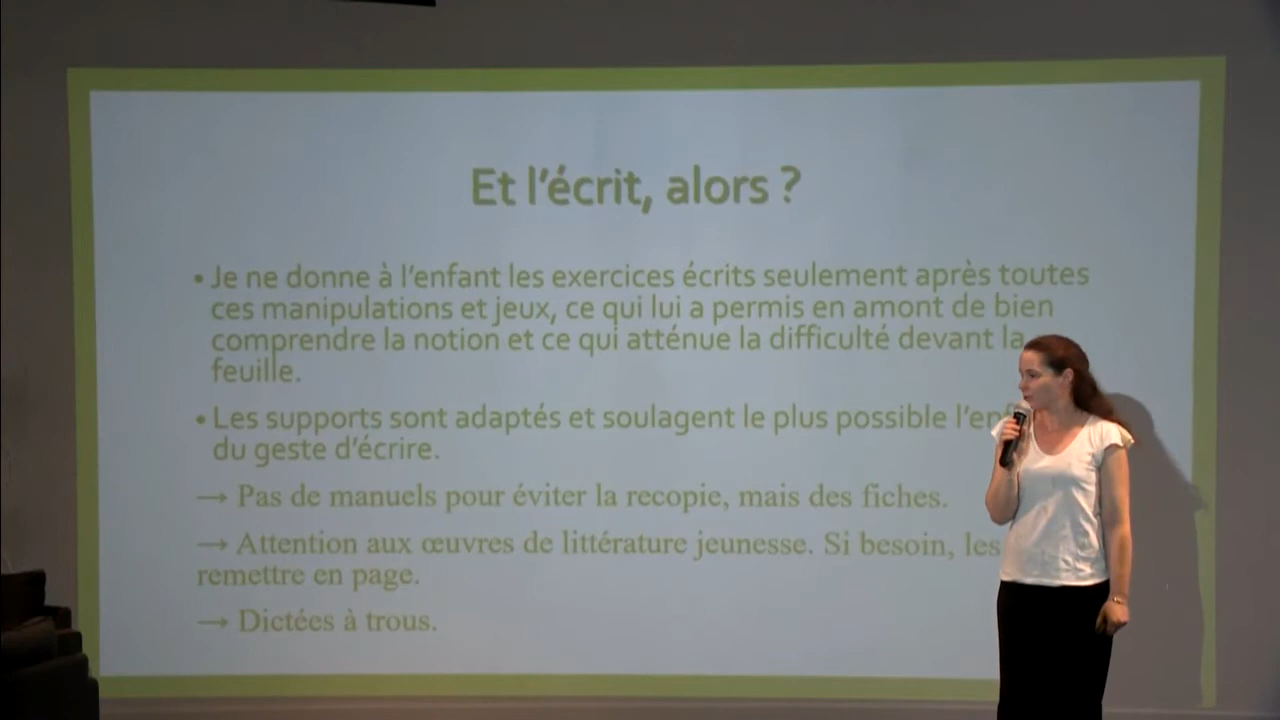 Et l'écrit, alors ?
• Je ne donne à l'enfant les exercices écrits seulement après toutes
ces manipulations et jeux, ce qui lui a permis en amont de bien
comprendre la notion et ce qui atténue la difficulté devant la
feuille.
• Les supports sont adaptés et soulagent le plus possible
du geste d'écrire.
→ Pas de manuels pour éviter la recopie, mais des fiches.
→ Attention aux œuvres de littérature jeunesse. Si besoin, les
remettre en page.
→ Dictées à trous.